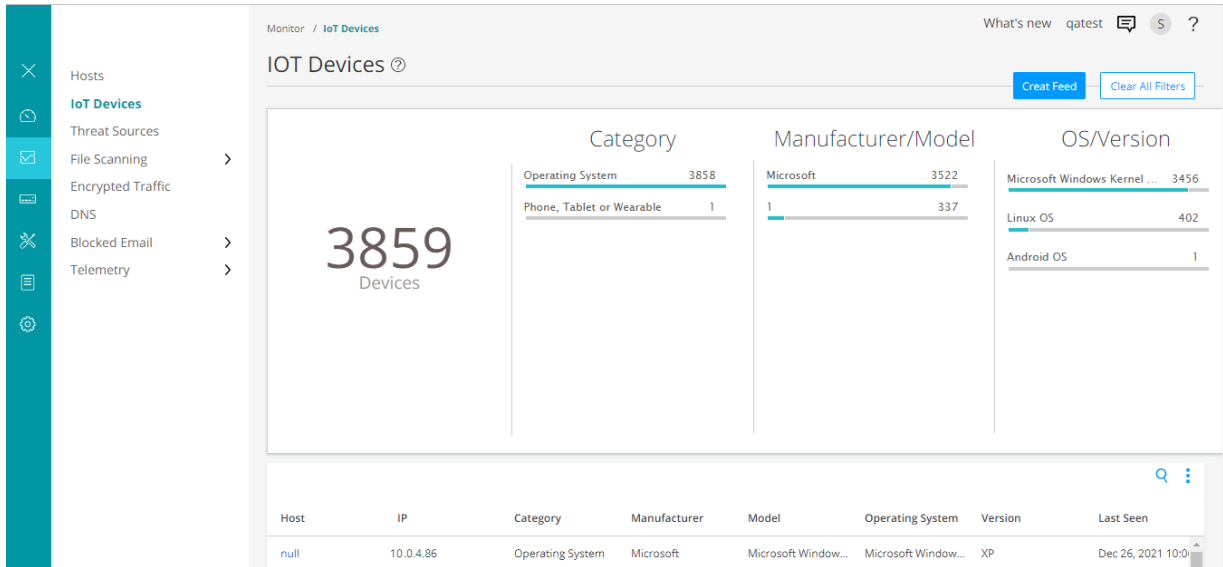 Monitor / IoT Devices
What's new qatest S ?
IOT Devices ?
Creat Feed Clear All Filters
Hosts
IoT Devices
Threat Sources
File Scanning
Encrypted Traffic
DNS
Blocked Email
Telemetry
3859
Devices
Category
Operating System 3858
Phone, Tablet or Wearable 1
Manufacturer/Model
Microsoft 3522
1 337
OS/Version
Microsoft Windows Kernel ... 3456
Linux OS 402
Android OS 1
Host IP Category Manufacturer Model Operating System Version Last Seen
null 10.0.4.86 Operating System Microsoft Microsoft Window... Microsoft Window... XP Dec 26, 2021 10:0